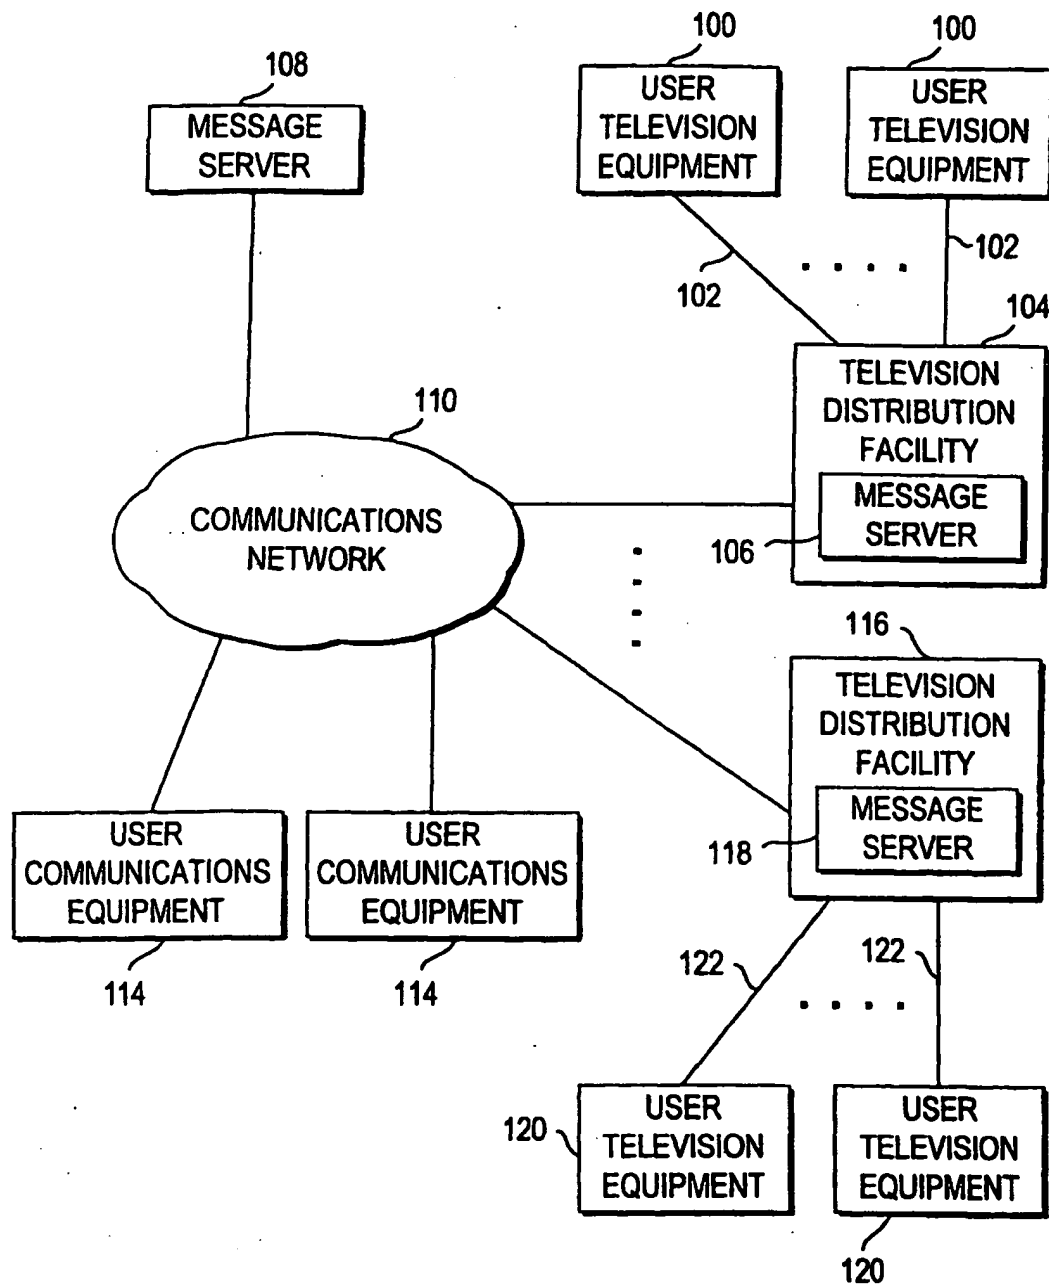 100
100
108
USER
TELEVISION
EQUIPMENT
USER
TELEVISION
EQUIPMENT
MESSAGE
SERVER
102
102
104
TELEVISION
DISTRIBUTION
FACILITY
110
MESSAGE
SERVER
COMMUNICATIONS
NETWORK
106
116
TELEVISION
DISTRIBUTION
FACILITY
MESSAGE
SERVER
118
USER
COMMUNICATIONS
EQUIPMENT
USER
COMMUNICATIONS
EQUIPMENT
114
114
122
122
USER
TELEVISION
EQUIPMENT
120
USER
TELEVISION
EQUIPMENT
120